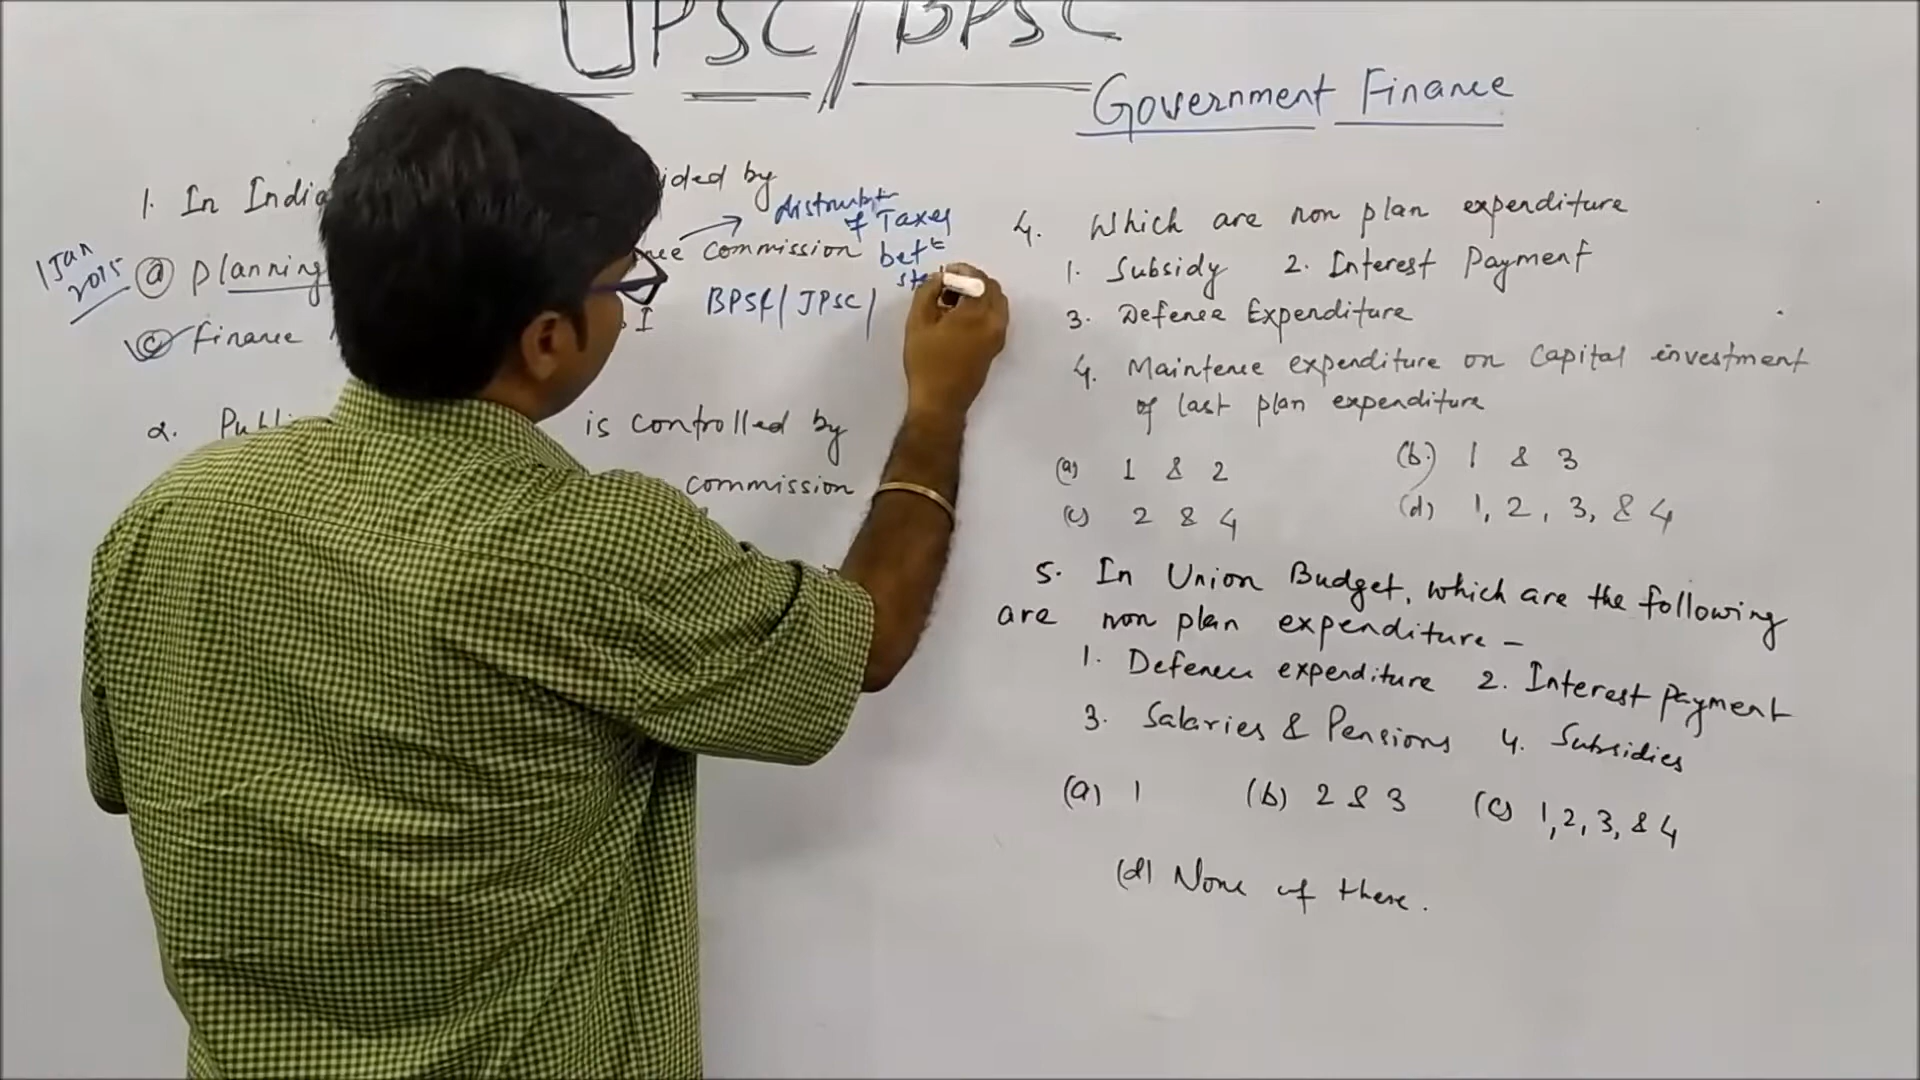 UPSC/BPSC
Government Finance
1. In India ided by
distribut
of Taxes
bet
1 Jan
2015
(a) planning nce commission
BPSC/JPSC/
(c) finance
2. Publi is controlled by
commission
4. Which are non plan expenditure
1. Subsidy 2. Interest Payment
3. Defence Expenditure
4. Maintence expenditure on Capital investment
of last plan expenditure
(a) 1 & 2 (b) 1 & 3
(c) 2 & 4 (d) 1, 2, 3, & 4
5. In Union Budget, which are the following
are non plan expenditure -
1. Defence expenditure 2. Interest payment
3. Salaries & Pensions 4. Subsidies
(a) 1 (b) 2 & 3 (c) 1, 2, 3, & 4
(d) None of these.